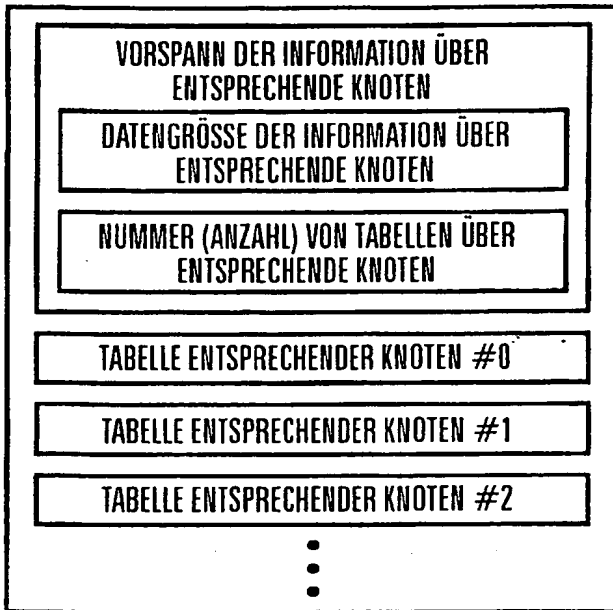 VORSPANN DER INFORMATION ÜBER
ENTSPRECHENDE KNOTEN
DATENGRÖSSE DER INFORMATION ÜBER
ENTSPRECHENDE KNOTEN
NUMMER (ANZAHL) VON TABELLEN ÜBER
ENTSPRECHENDE KNOTEN
TABELLE ENTSPRECHENDER KNOTEN #0
TABELLE ENTSPRECHENDER KNOTEN #1
TABELLE ENTSPRECHENDER KNOTEN #2